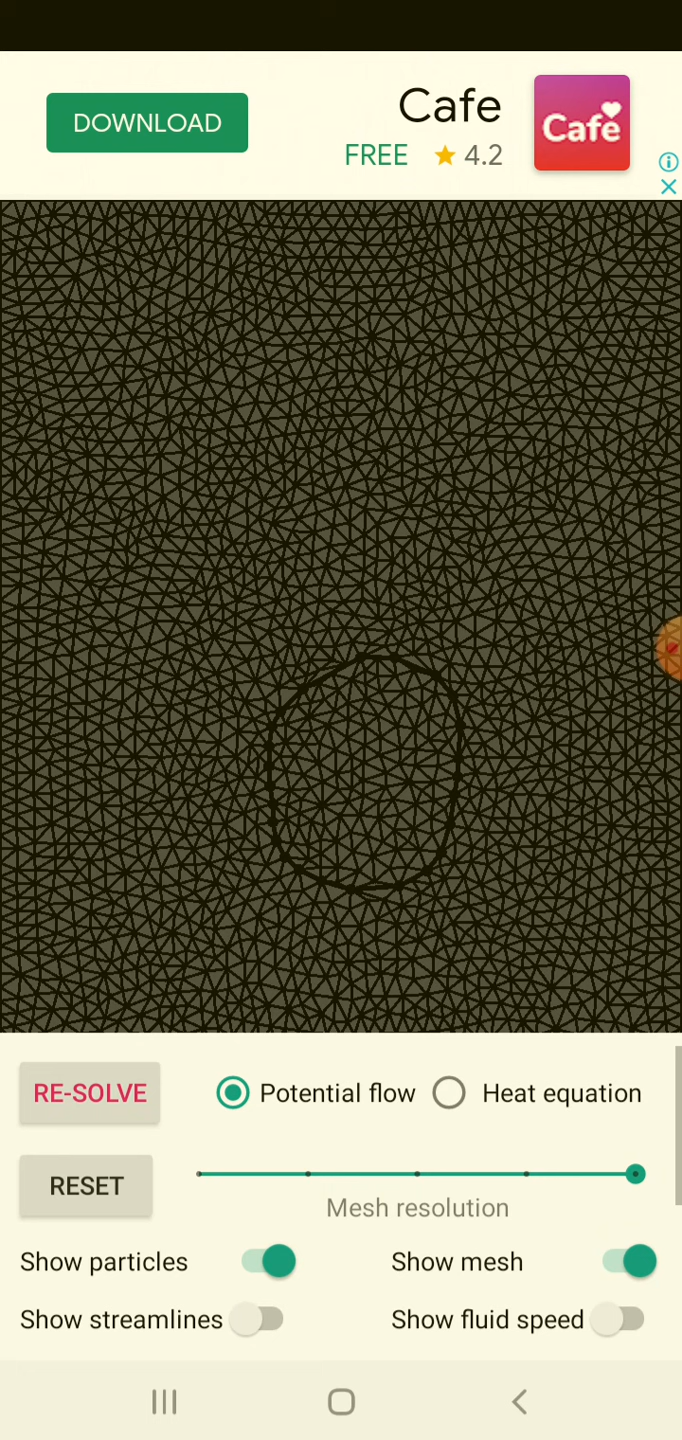 DOWNLOAD
Cafe
FREE ★ 4.2
Cafe
RE-SOLVE
Potential flow
Heat equation
RESET
Mesh resolution
Show particles
Show mesh
Show streamlines
Show fluid speed